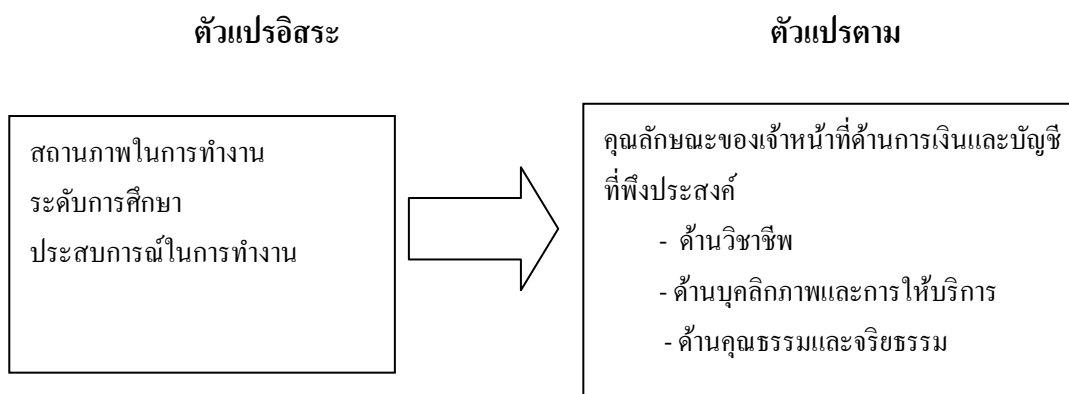 ตัวแปรอิสระ
ตัวแปรตาม
สถานภาพในการทำงาน
ระดับการศึกษา
ประสบการณ์ในการทำงาน
คุณลักษณะของเจ้าหน้าที่ด้านการเงินและบัญชี
ที่พึงประสงค์
- ด้านวิชาชีพ
- ด้านบุคลิกภาพและการให้บริการ
- ด้านคุณธรรมและจริยธรรม